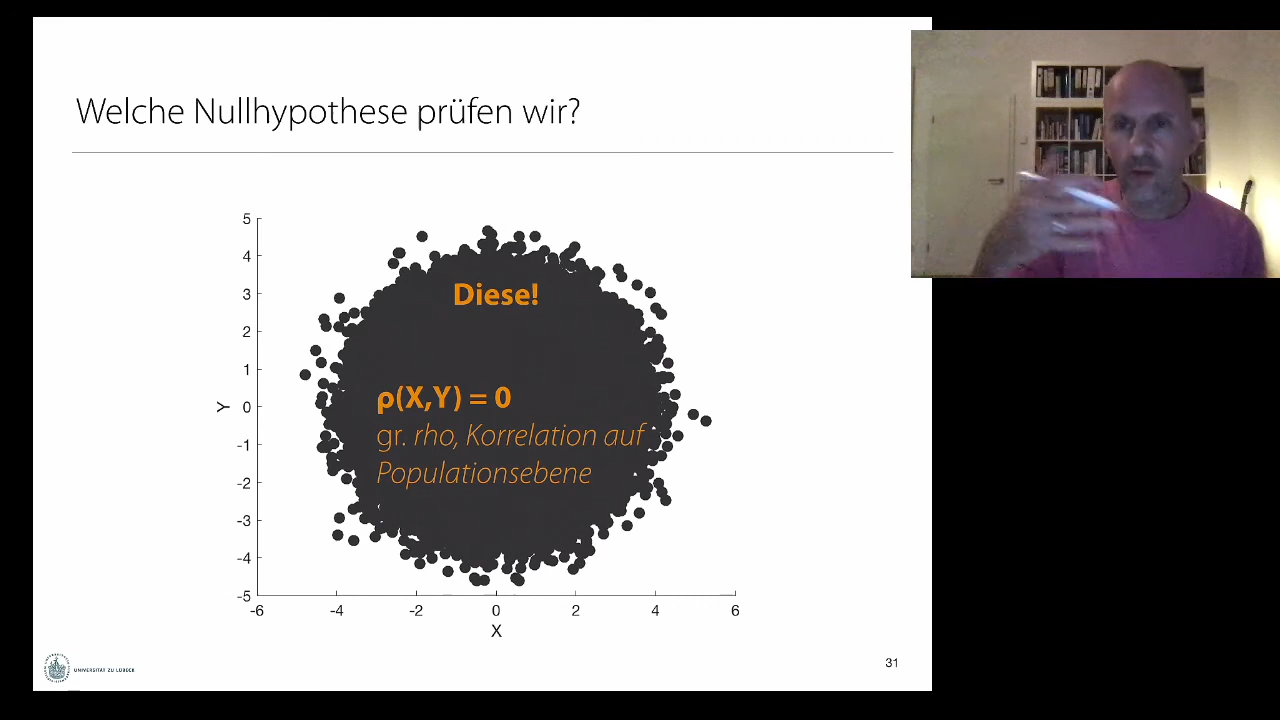 Welche Nullhypothese prüfen wir?
5
4
3
2
1
0
-1
-2
-3
-4
-5
Y
Diese!
ρ(X,Y) = 0
gr. rho, Korrelation auf
Populationsebene
-6 -4 -2 0 2 4 6
X
UNIVERSITÄT ZU LÜBECK
31